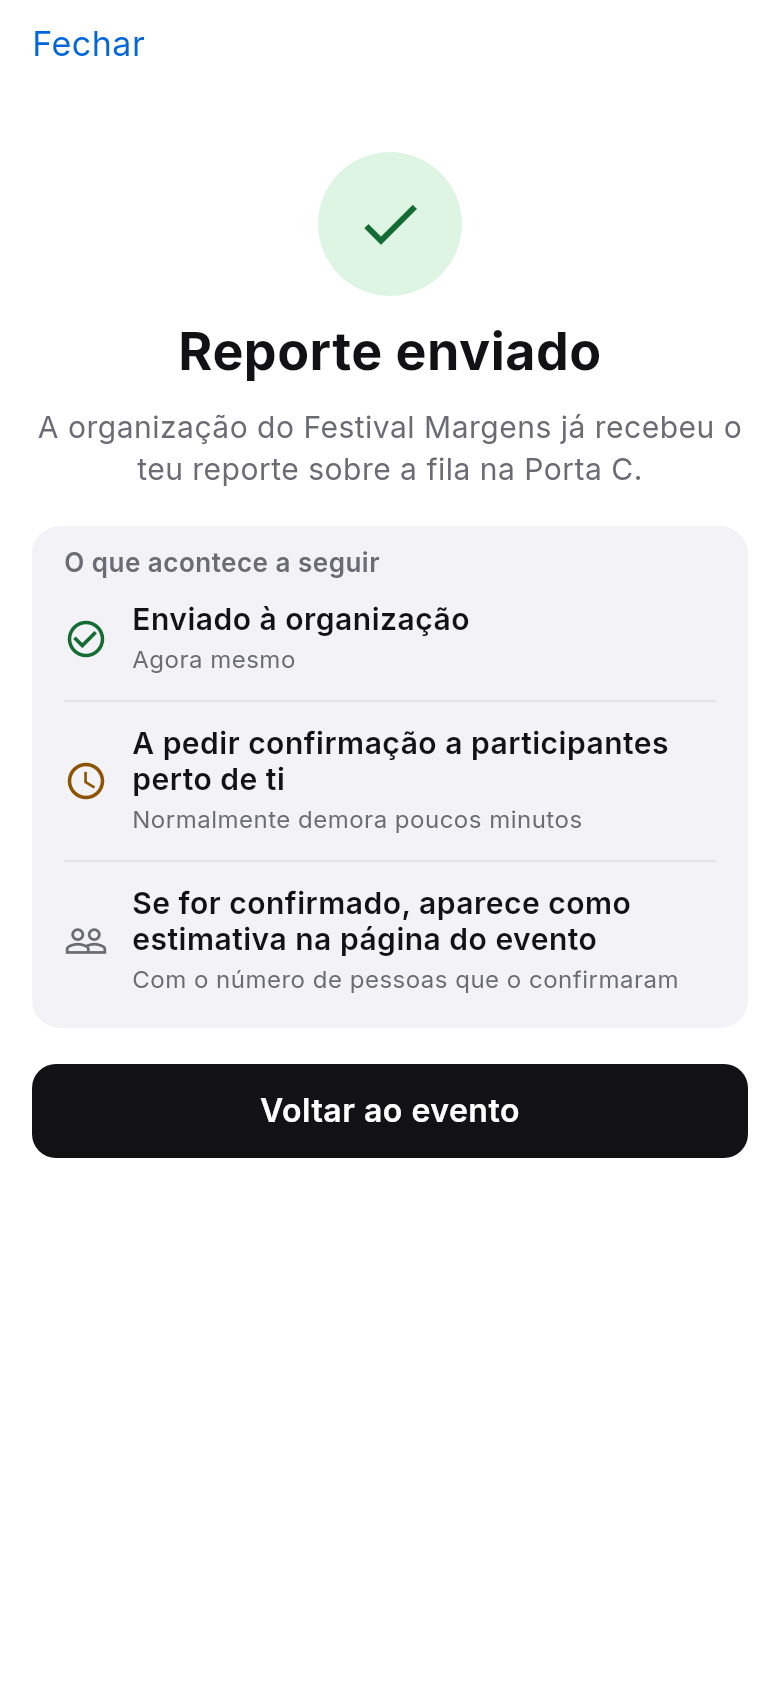 Fechar
Reporte enviado
A organização do Festival Margens já recebeu o
teu reporte sobre a fila na Porta C.
O que acontece a seguir
Enviado à organização
Agora mesmo
A pedir confirmação a participantes
perto de ti
Normalmente demora poucos minutos
Se for confirmado, aparece como
estimativa na página do evento
Com o número de pessoas que o confirmaram
Voltar ao evento